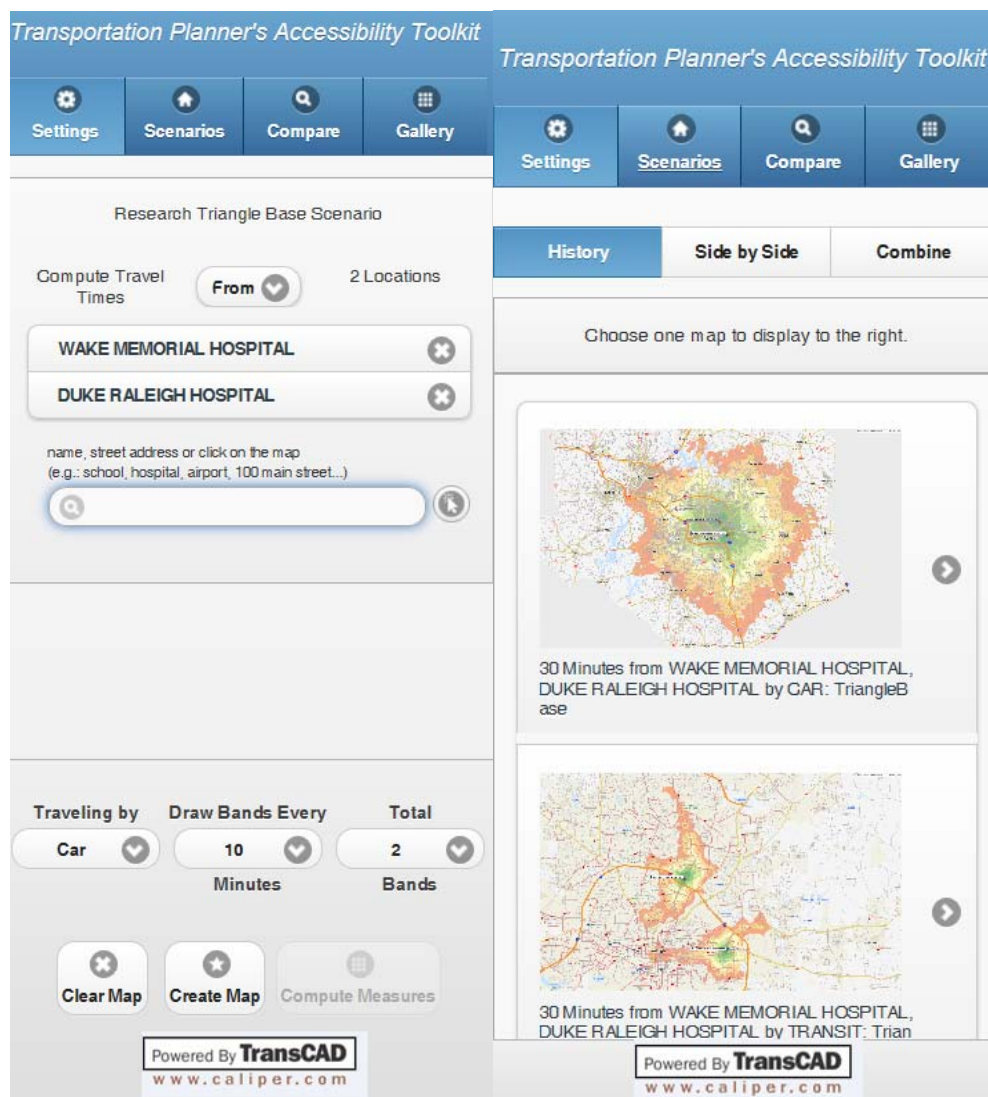 Transportation Planner's Accessibility Toolkit
Settings Scenarios Compare Gallery
Research Triangle Base Scenario
Compute Travel
Times
From
2 Locations
WAKE MEMORIAL HOSPITAL
DUKE RALEIGH HOSPITAL
name, street address or click on the map
(e.g.: school, hospital, airport, 100 main street...)
Traveling by Draw Bands Every Total
Car 10 2
Minutes Bands
Clear Map Create Map Compute Measures
Powered By TransCAD
www.caliper.com
Transportation Planner's Accessibility Toolkit
Settings Scenarios Compare Gallery
History Side by Side Combine
Choose one map to display to the right.
30 Minutes from WAKE MEMORIAL HOSPITAL,
DUKE RALEIGH HOSPITAL by CAR: TriangleB
ase
30 Minutes from WAKE MEMORIAL HOSPITAL,
DUKE RALEIGH HOSPITAL by TRANSIT: Trian
Powered By TransCAD
www.caliper.com